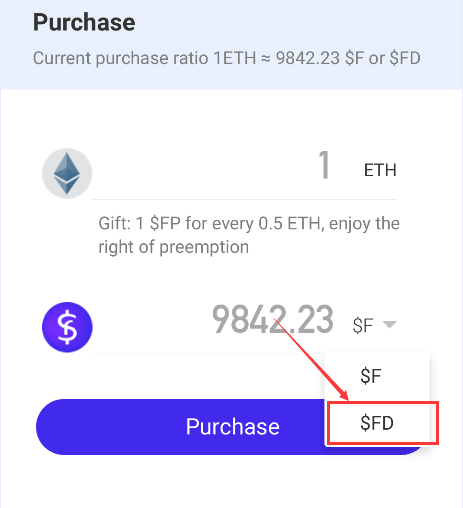 Purchase
Current purchase ratio 1ETH ≈ 9842.23 $F or $FD
1 ETH
Gift: 1 $FP for every 0.5 ETH, enjoy the
right of preemption
9842.23 $F
$F
$FD
Purchase